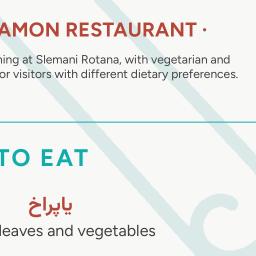 AMON RESTAURANT ·
ning at Slemani Rotana, with vegetarian and
or visitors with different dietary preferences.
TO EAT
یاپراخ
leaves and vegetables